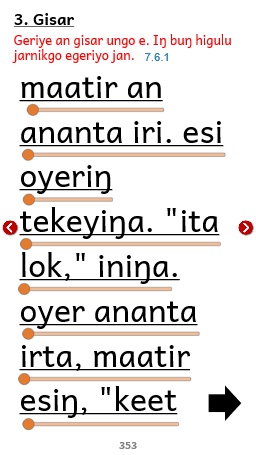 3. Gisar
Geriye an gisar ungo e. Iŋ buŋ higulu
jarnikgo egeriyo jan. 7.6.1
maatir an
ananta iri. esi
oyeriŋ
tekeyiŋa. "ita
lok," iniŋa.
oyer ananta
irta, maatir
esiŋ, "keet
353